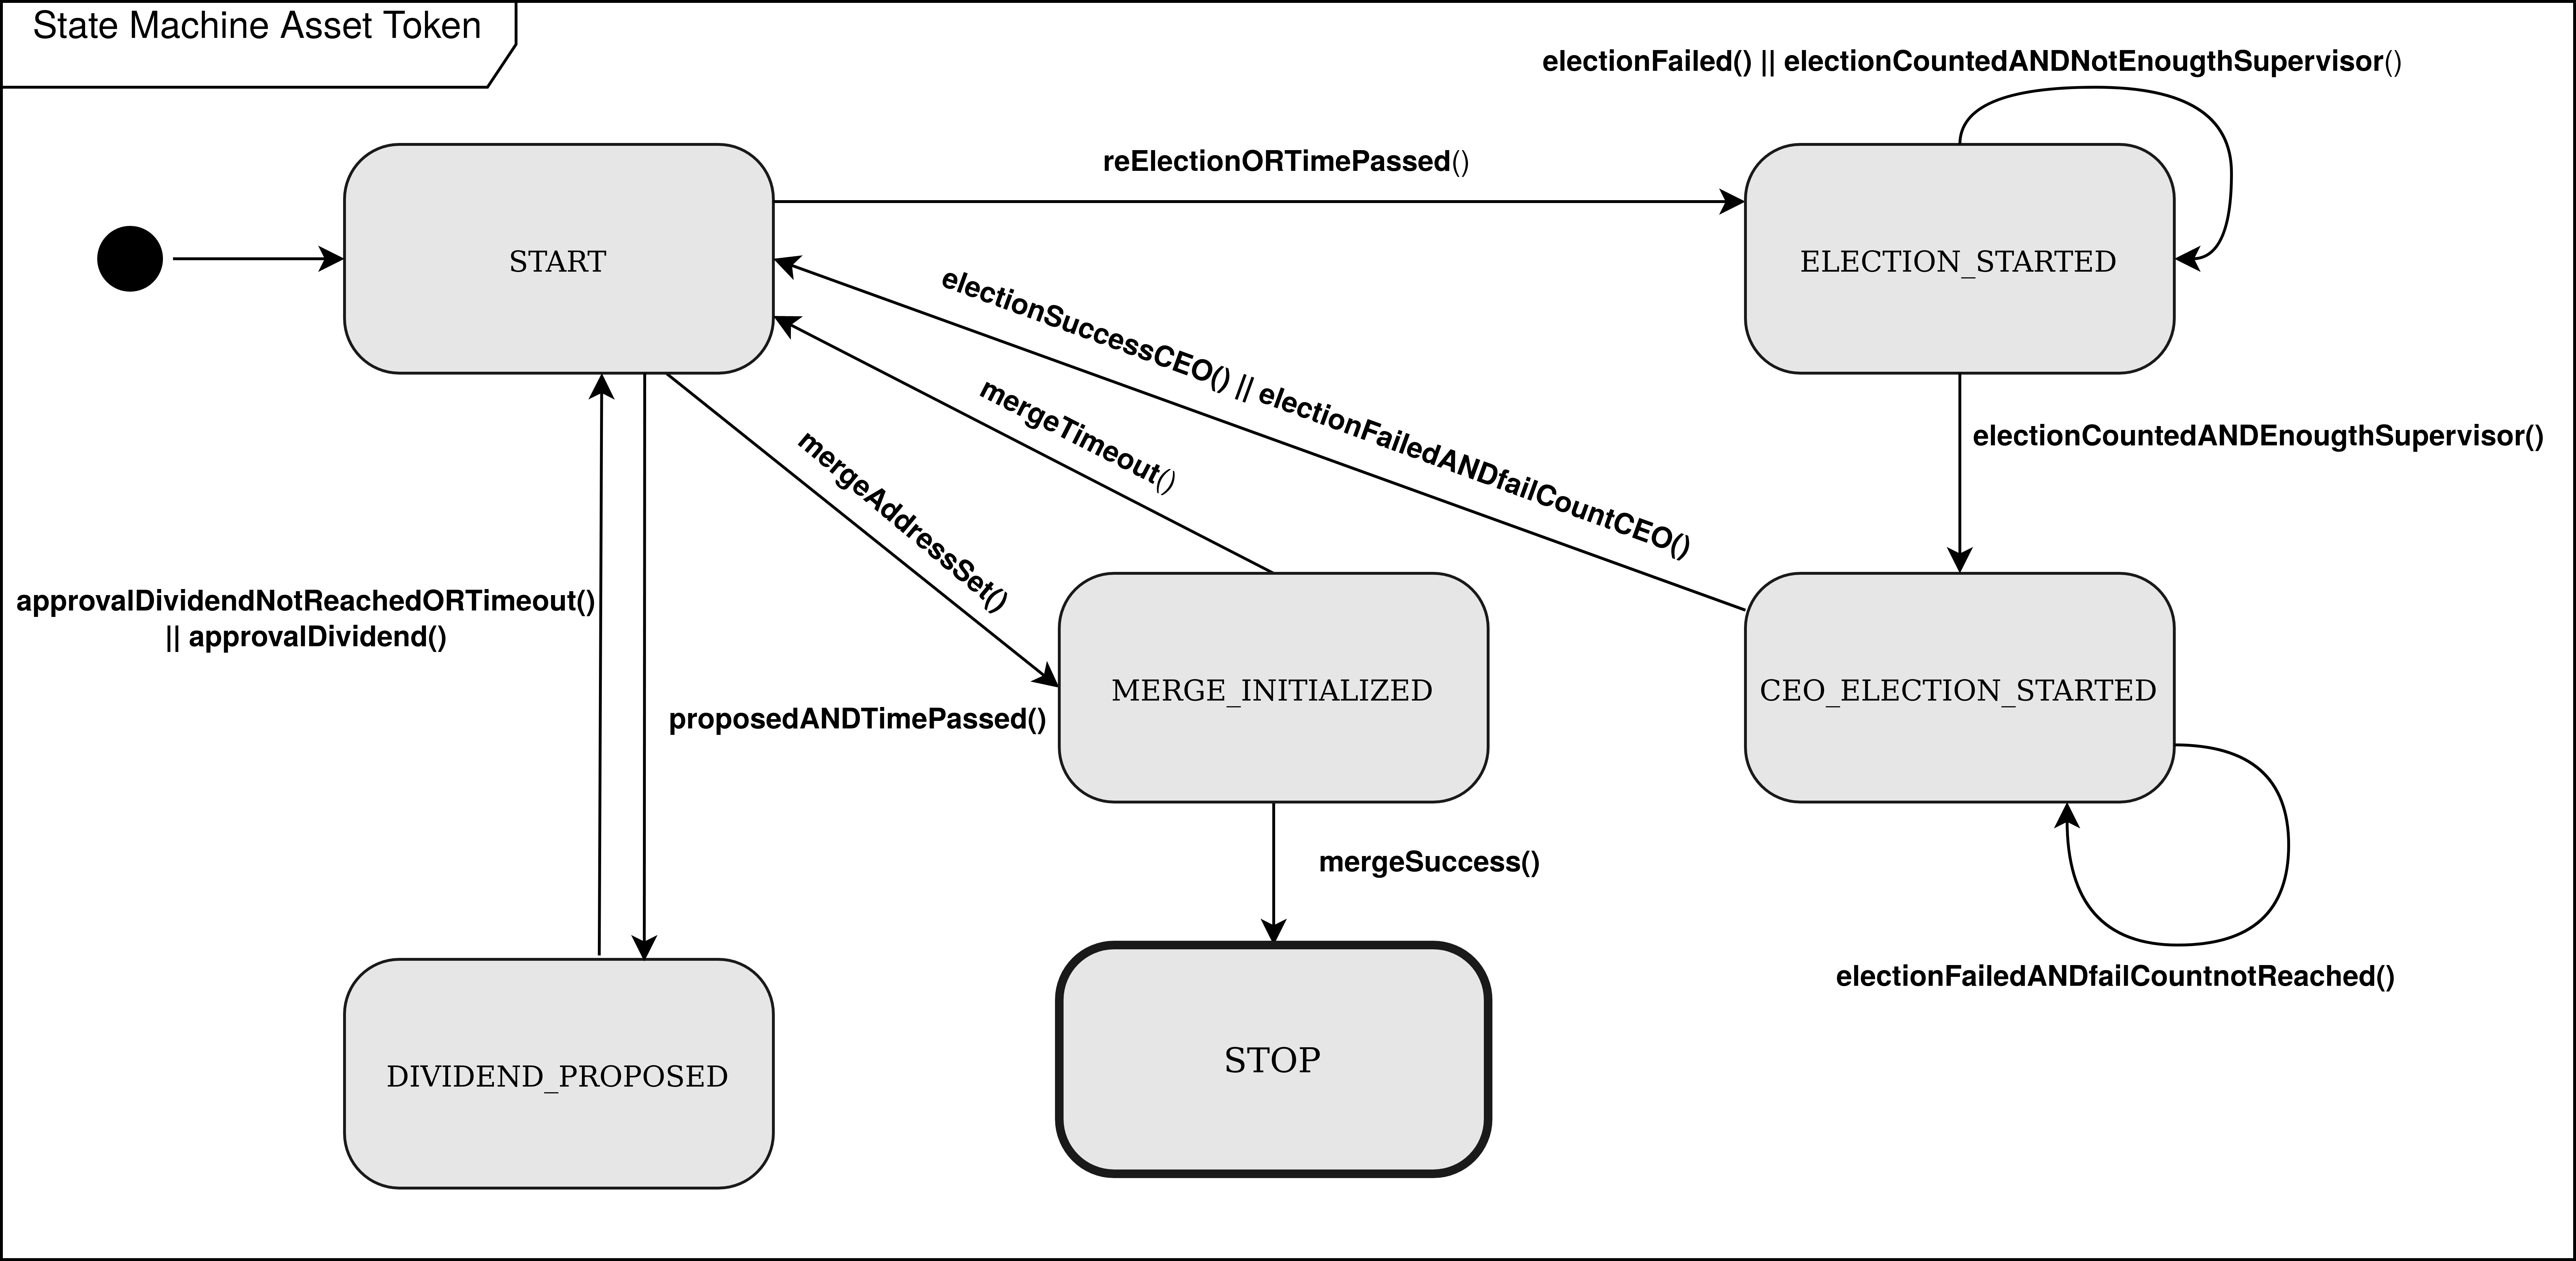 State Machine Asset Token
electionFailed() || electionCountedANDNotEnougthSupervisor()
reElectionORTimePassed()
START
ELECTION_STARTED
electionSuccessCEO() || electionFailedANDfailCountCEO()
mergeTimeout()
electionCountedANDEnougthSupervisor()
mergeAddressSet()
approvalDividendNotReachedORTimeout()
|| approvalDividend()
MERGE_INITIALIZED
CEO_ELECTION_STARTED
proposedANDTimePassed()
mergeSuccess()
electionFailedANDfailCountnotReached()
DIVIDEND_PROPOSED
STOP